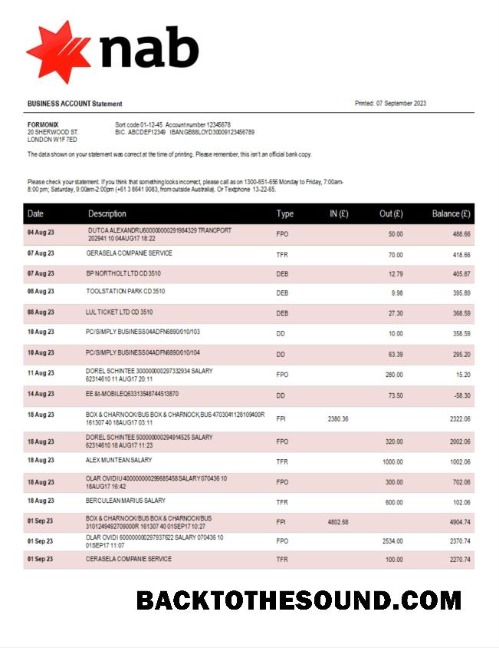 nab
BUSINESS ACCOUNT Statement
Printed: 07 September 2023
FORMONIX
20 SHERWOOD ST.
LONDON W1F 7ED
Sort code 01-12-45 Account number 12345678
BIC ABCDEF12349 IBAN:GB88LOYD30009123456789
The data shown on your statement was correct at the time of printing. Please remember, this isn't an official bank copy.
Please check your statement. If you think that something looks incorrect, please call as on 1300-651-656 Monday to Friday, 7:00am-
8:00 pm; Saturday, 9:00am-2:00pm (+61 3 8641 9083, from outside Australia). Or Textphone 13-22-65.
Date Description Type IN (£) Out (£) Balance (£)
04 Aug 23 DUTCA ALEXANDRU600000000291984329 TRANCPORT FPO 50.00 488.66
202941 10 04AUG17 18:22
07 Aug 23 GERASELA COMPANIE SERVICE TFR 70.00 418.66
07 Aug 23 BP NORTHOLT LTD CD 3510 DEB 12.79 405.87
08 Aug 23 TOOLSTATION PARK CD 3510 DEB 9.98 395.89
08 Aug 23 LUL TICKET LTD CD 3510 DEB 27.30 368.59
10 Aug 23 PC/SIMPLY BUSINESS04ADFN6890/010/103 DD 10.00 358.59
10 Aug 23 PC/SIMPLY BUSINESS04ADFN6890/010/104 DD 63.39 295.20
11 Aug 23 DOREL SCHINTEE 300000000297332934 SALARY FPO 280.00 15.20
62314610 11 AUG17 20:11
14 Aug 23 EE &t-MOBILEQ63313548744513870 DD 73.50 -58.30
18 Aug 23 BOX & CHARNOOK/BUS BOX & CHARNOCK,BUS 4703041128109400R FPI 2380.36 2322.06
161307 40 18AUG17 03:11
18 Aug 23 DOREL SCHINTEE 500000000294914525 SALARY FPO 320.00 2002.06
62314610 18 AUG17 11:23
18 Aug 23 ALEX MUNTEAN SALARY TFR 1000.00 1002.06
18 Aug 23 OLAR OVIDIU400000000299685458 SALARY 070436 10 FPO 300.00 702.06
18AUG17 16:42
18 Aug 23 BERCULEAN MARIUS SALARY TFR 600.00 102.06
01 Sep 23 BOX & CHARNOCK/BUS BOX & CHARNOCK/BUS FPI 4802.68 4904.74
3101249492709000R 161307 40 01SEP17 10:27
01 Sep 23 OLAR OVIDI 600000000297937622 SALARY 070436 10 FPO 2534.00 2370.74
01SEP17 11:07
01 Sep 23 CERASELA COMPANIE SERVICE TFR 100.00 2270.74
BACKTOTHESOUND.COM